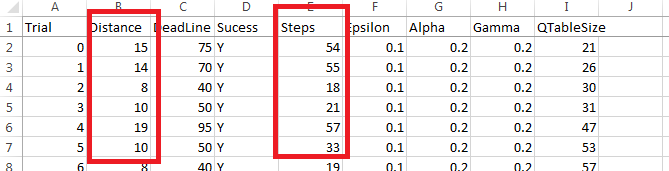 A B C D E F G H I J
1 Trial Distance DeadLine Sucess Steps Epsilon Alpha Gamma QTableSize
2 0 15 75 Y 54 0.1 0.2 0.2 21
3 1 14 70 Y 55 0.1 0.2 0.2 26
4 2 8 40 Y 18 0.1 0.2 0.2 30
5 3 10 50 Y 21 0.1 0.2 0.2 31
6 4 19 95 Y 57 0.1 0.2 0.2 47
7 5 10 50 Y 33 0.1 0.2 0.2 53
8 6 8 40 Y 19 0.1 0.2 0.2 57